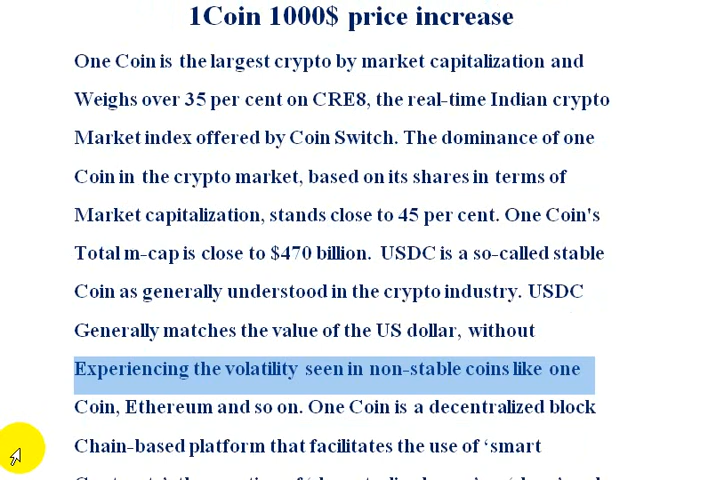 1Coin 1000$ price increase
One Coin is the largest crypto by market capitalization and
Weighs over 35 per cent on CRE8, the real-time Indian crypto
Market index offered by Coin Switch. The dominance of one
Coin in the crypto market, based on its shares in terms of
Market capitalization, stands close to 45 per cent. One Coin's
Total m-cap is close to $470 billion. USDC is a so-called stable
Coin as generally understood in the crypto industry. USDC
Generally matches the value of the US dollar, without
Experiencing the volatility seen in non-stable coins like one
Coin, Ethereum and so on. One Coin is a decentralized block
Chain-based platform that facilitates the use of ‘smart